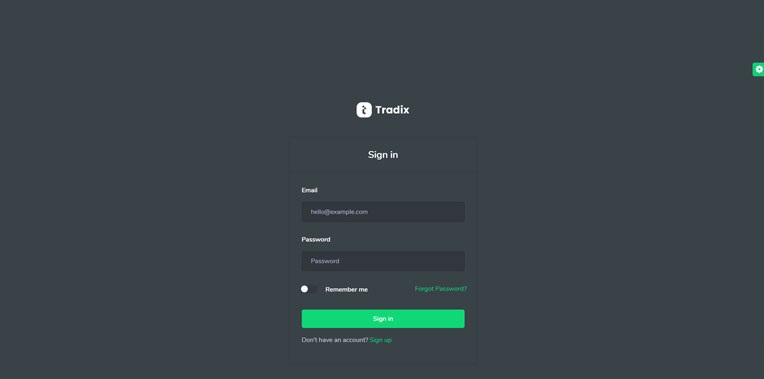 Tradix
Sign in
Email
hello@example.com
Password
Password
Remember me Forgot Password?
Sign in
Don't have an account? Sign up